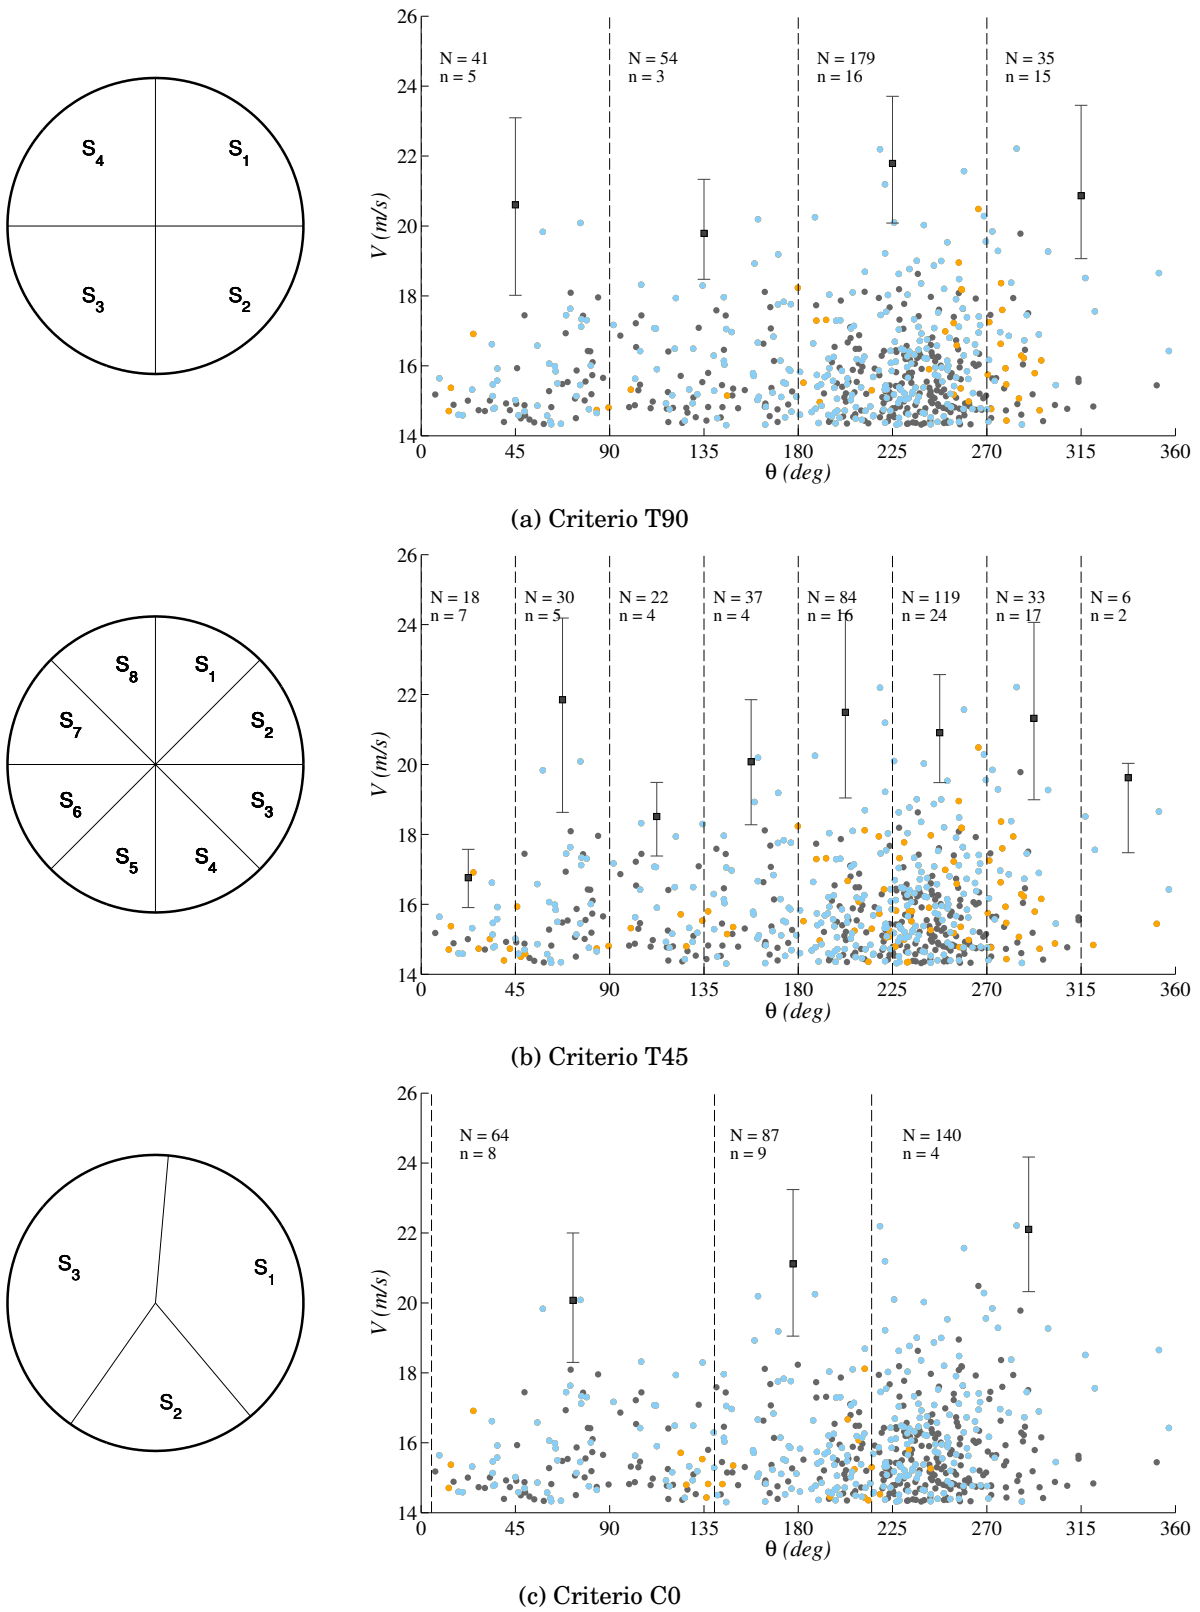 26
24
22
20
18
16
14
V (m/s)
N = 41
n = 5
N = 54
n = 3
N = 179
n = 16
N = 35
n = 15
S4
S1
S3
S2
0 45 90 135 180 225 270 315 360
θ (deg)
(a) Criterio T90
26
24
22
20
18
16
14
V (m/s)
N = 18
n = 7
N = 30
n = 5
N = 22
n = 4
N = 37
n = 4
N = 84
n = 16
N = 119
n = 24
N = 33
n = 17
N = 6
n = 2
S8
S1
S7
S2
S6
S3
S5
S4
0 45 90 135 180 225 270 315 360
θ (deg)
(b) Criterio T45
26
24
22
20
18
16
14
V (m/s)
N = 64
n = 8
N = 87
n = 9
N = 140
n = 4
S3
S1
S2
0 45 90 135 180 225 270 315 360
θ (deg)
(c) Criterio C0